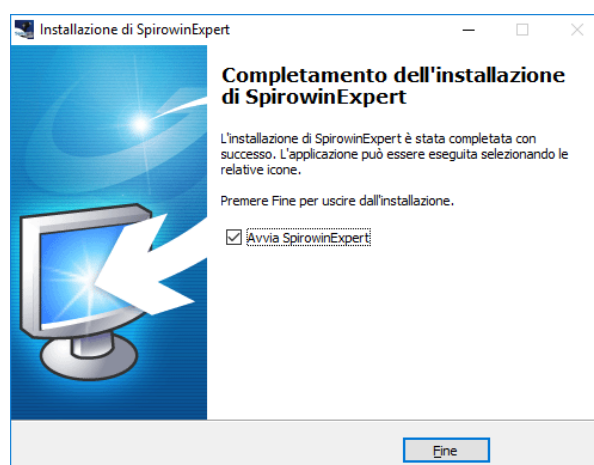 Installazione di SpirowinExpert
Completamento dell'installazione
di SpirowinExpert
L'installazione di SpirowinExpert è stata completata con
successo. L'applicazione può essere eseguita selezionando le
relative icone.
Premere Fine per uscire dall'installazione.
Avvia SpirowinExpert
Fine